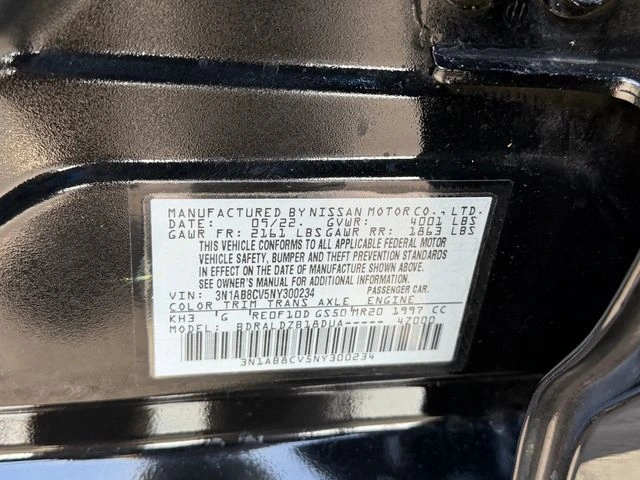 MANUFACTURED BY NISSAN MOTOR CO., LTD.
DATE: 05/22. GVWR: 4001 LBS
GAWR FR: 2161 LBS GAWR RR: 1863 LBS
THIS VEHICLE CONFORMS TO ALL APPLICABLE FEDERAL MOTOR
VEHICLE SAFETY, BUMPER AND THEFT PREVENTION STANDARDS
IN EFFECT ON THE DATE OF MANUFACTURE SHOWN ABOVE.
SEE OWNER'S MANUAL FOR ADDITIONAL INFORMATION
VIN: 3N1AB8CV5NY300234 PASSENGER CAR.
COLOR TRIM TRANS AXLE ENGINE
KH3 G RE0F10D GS50 MR20 1997 CC
MODEL: BDRALDZB18DUA----- 4Z000
3N1AB8CV5NY300234